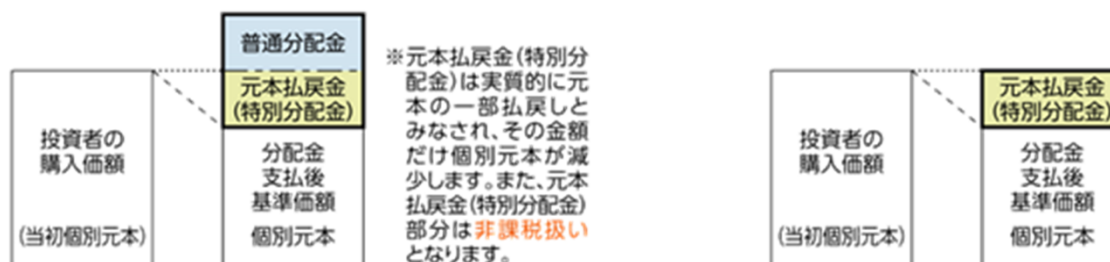 普通分配金
元本払戻金
(特別分配金)
投資者の
購入価額
(当初個別元本)
分配金
支払後
基準価額
個別元本
※元本払戻金(特別分
配金)は実質的に元
本の一部払戻しと
みなされ、その金額
だけ個別元本が減
少します。また、元本
払戻金(特別分配金)
部分は非課税扱い
となります。
元本払戻金
(特別分配金)
投資者の
購入価額
(当初個別元本)
分配金
支払後
基準価額
個別元本